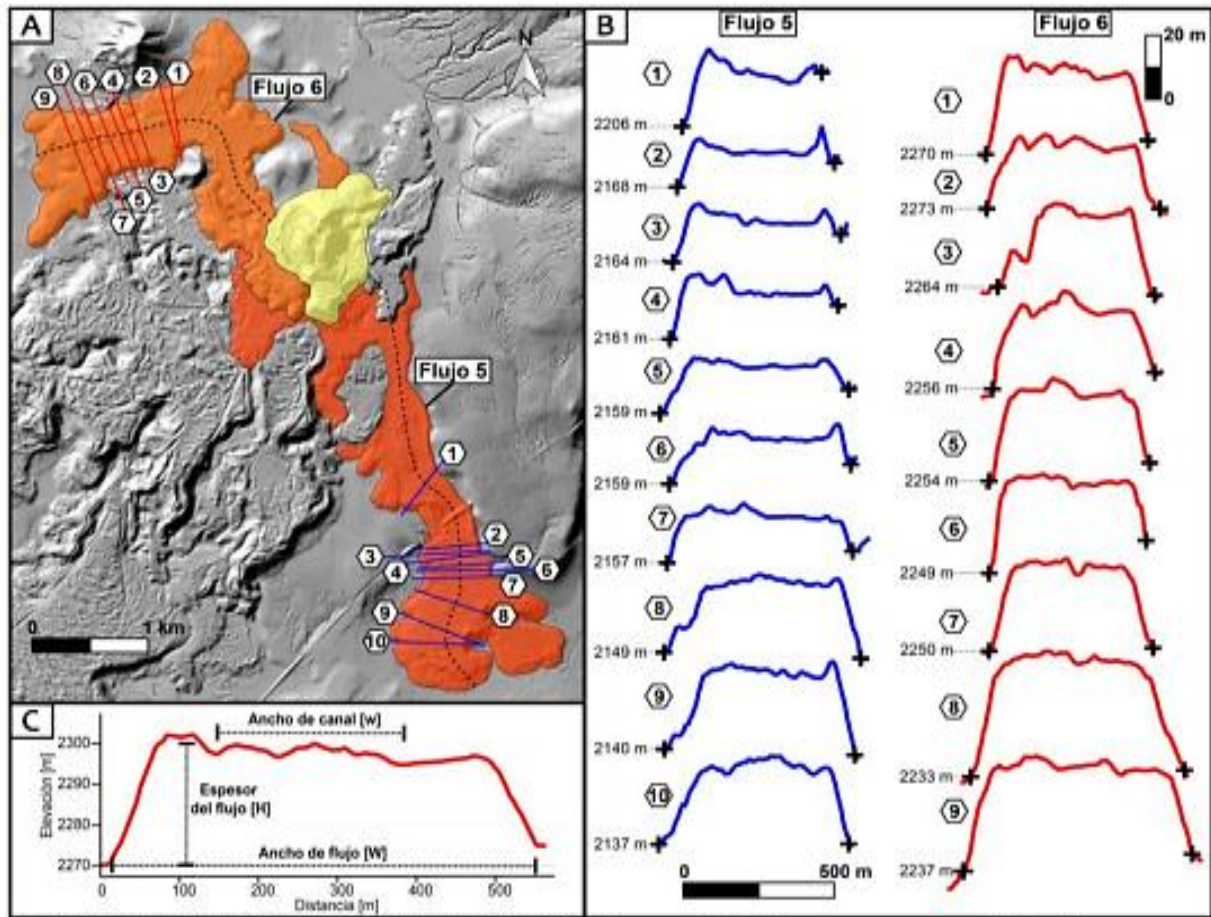 A
N
8
6
4
2
1
9
Flujo 6
3
5
7
Flujo 5
1
2
3
5
4
6
7
9
8
10
0 1 km
B
Flujo 5
Flujo 6
20 m
0
1
2206 m
2
2168 m
3
2164 m
4
2161 m
5
2159 m
6
2159 m
7
2157 m
8
2149 m
9
2140 m
10
2137 m
0 500 m
1
2270 m
2
2273 m
3
2264 m
4
2256 m
5
2254 m
6
2249 m
7
2250 m
8
2233 m
9
2237 m
C
Ancho de canal [w]
Espesor
del flujo [H]
Ancho de flujo [W]
Elevación [m]
2300
2290
2280
2270
0 100 200 300 400 500
Distancia [m]